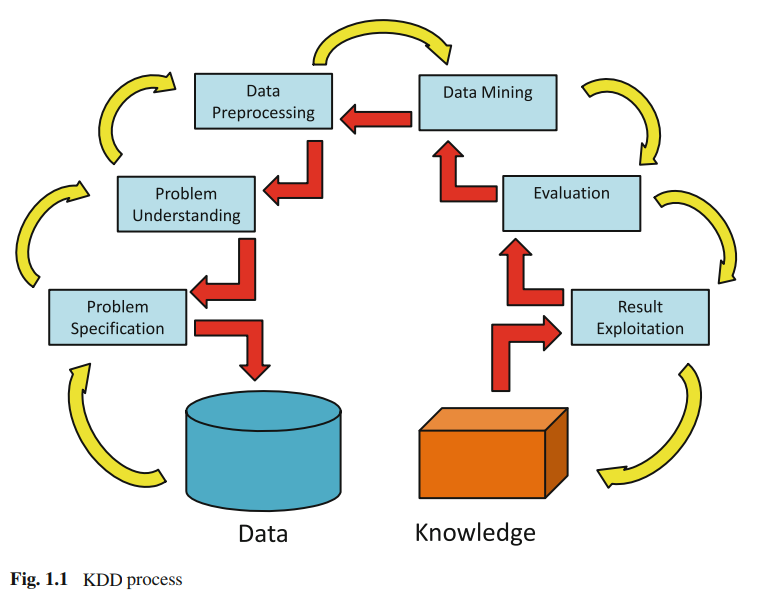 Data
Preprocessing
Data Mining
Problem
Understanding
Evaluation
Problem
Specification
Result
Exploitation
Data
Knowledge
Fig. 1.1 KDD process